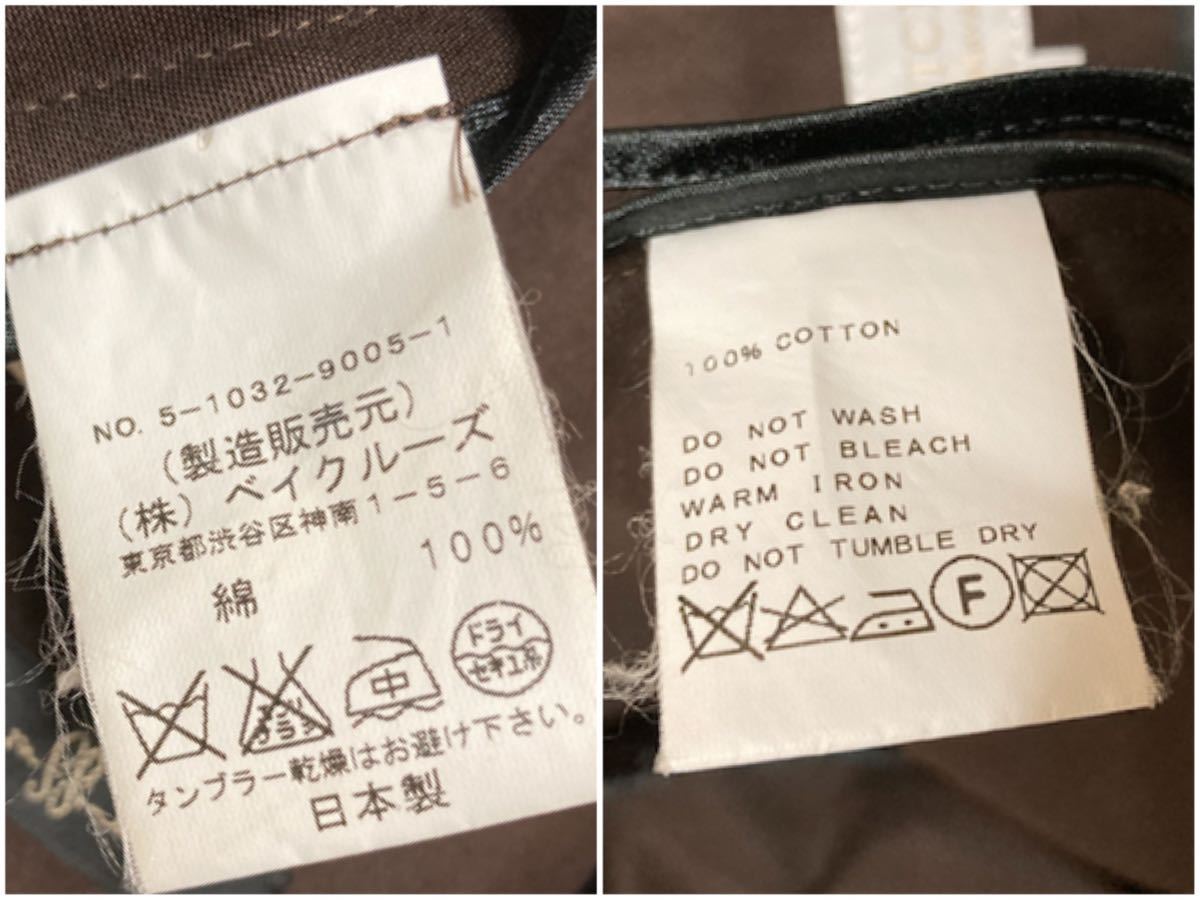 NO. 5-1032-9005-1
（製造販売元）
（株）ベイクルーズ
東京都渋谷区神南1-5-6
綿 100%
中
ドライ
セキユ系
タンブラー乾燥はお避け下さい。
日本製
100% COTTON
DO NOT WASH
DO NOT BLEACH
WARM IRON
DRY CLEAN
DO NOT TUMBLE DRY
F